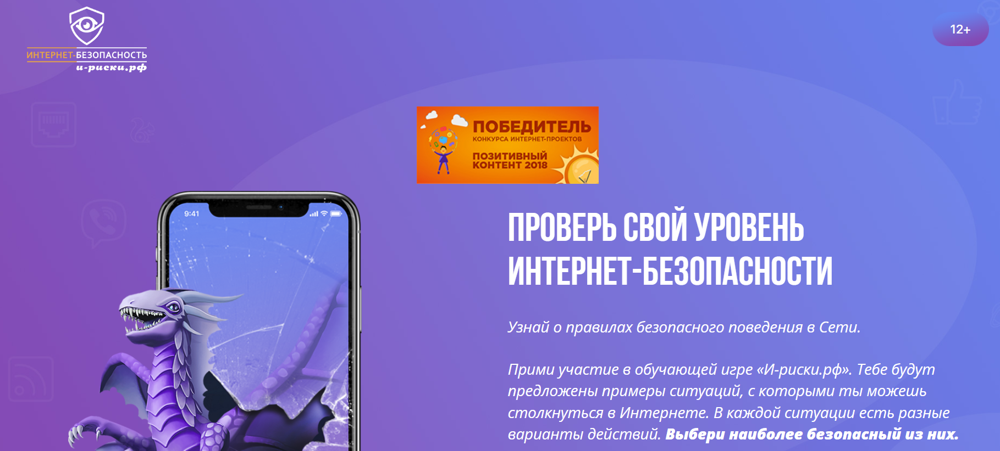 12+
ИНТЕРНЕТ-БЕЗОПАСНОСТЬ
и-риски.рф
ПОБЕДИТЕЛЬ
КОНКУРСА ИНТЕРНЕТ-ПРОЕКТОВ
ПОЗИТИВНЫЙ
КОНТЕНТ 2018
9:41
ПРОВЕРЬ СВОЙ УРОВЕНЬ
ИНТЕРНЕТ-БЕЗОПАСНОСТИ
Узнай о правилах безопасного поведения в Сети.
Прими участие в обучающей игре «И-риски.рф». Тебе будут
предложены примеры ситуаций, с которыми ты можешь
столкнуться в Интернете. В каждой ситуации есть разные
варианты действий. Выбери наиболее безопасный из них.